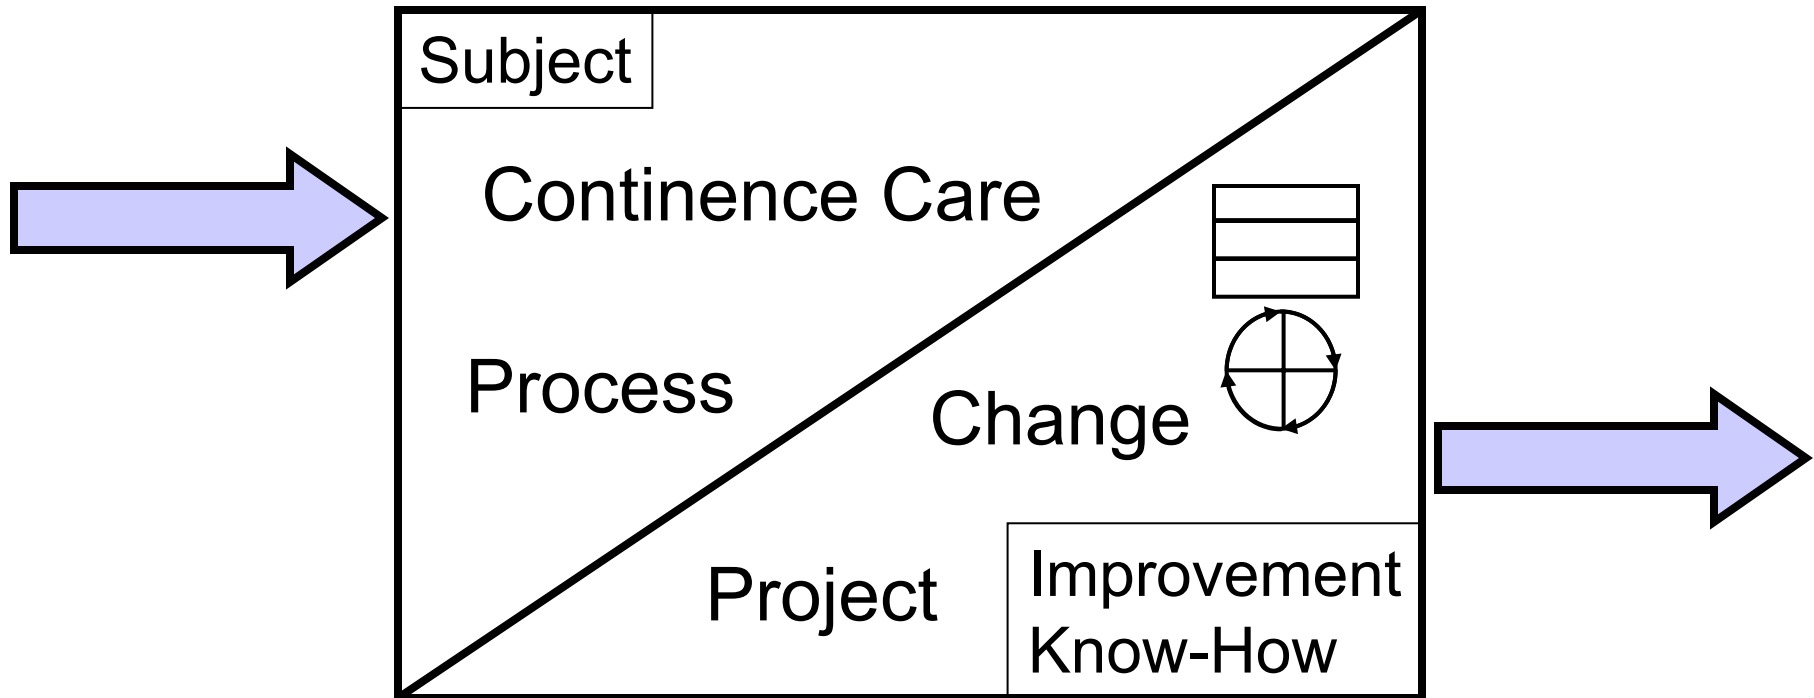 Subject
Continence Care
Process
Change
Project
Improvement
Know-How